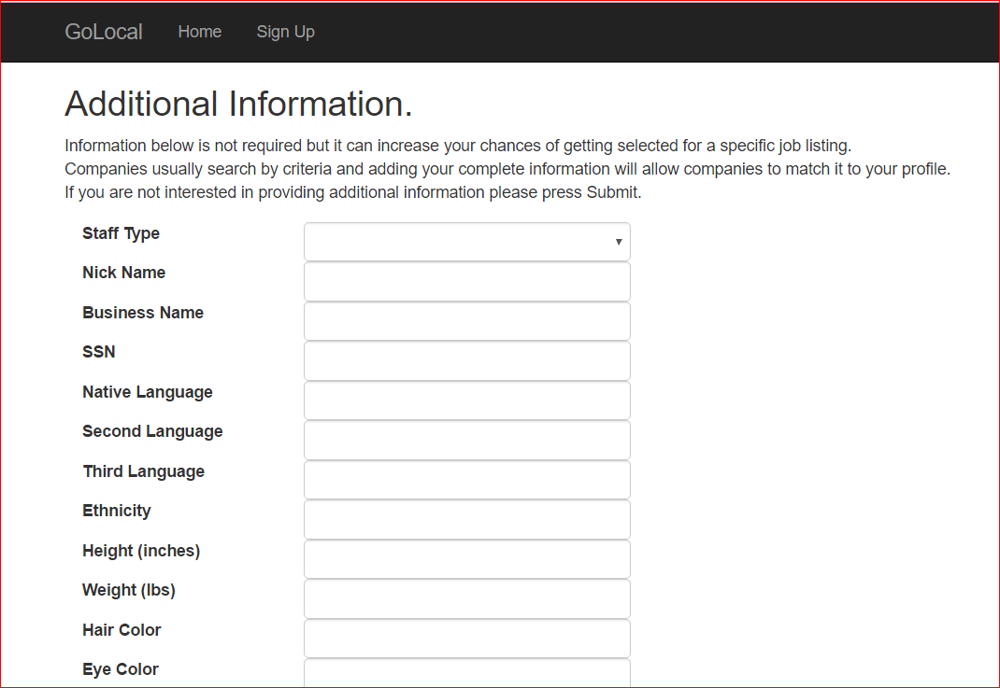 GoLocal Home Sign Up
Additional Information.
Information below is not required but it can increase your chances of getting selected for a specific job listing.
Companies usually search by criteria and adding your complete information will allow companies to match it to your profile.
If you are not interested in providing additional information please press Submit.
Staff Type
Nick Name
Business Name
SSN
Native Language
Second Language
Third Language
Ethnicity
Height (inches)
Weight (lbs)
Hair Color
Eye Color